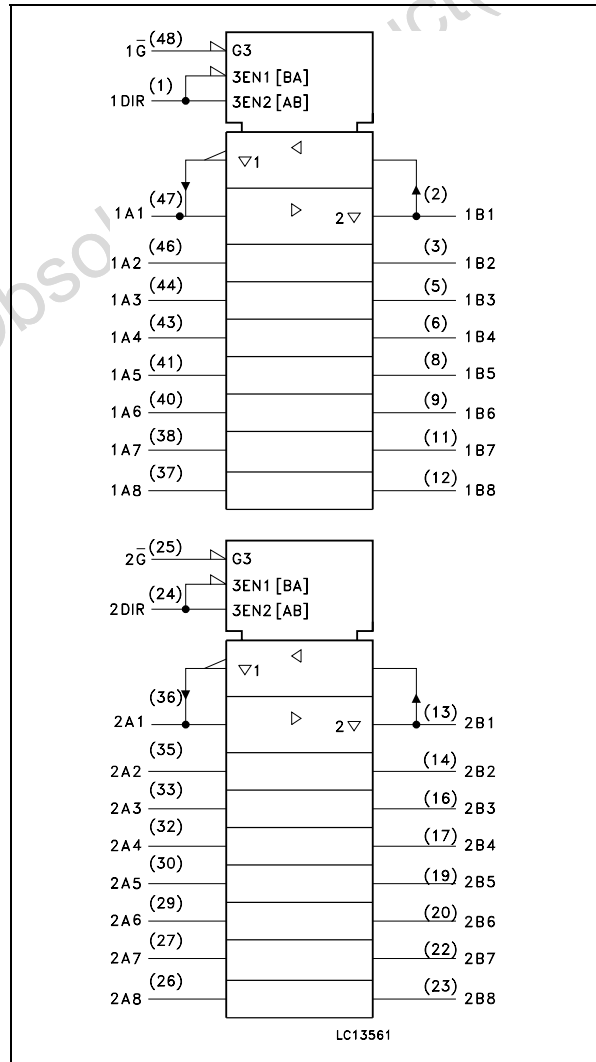 1G̅ (48) G3
3EN1 [BA]
1DIR (1) 3EN2 [AB]
▽1 ◁
1A1 (47) ▷ 2▽ (2) 1B1
1A2 (46) (3) 1B2
1A3 (44) (5) 1B3
1A4 (43) (6) 1B4
1A5 (41) (8) 1B5
1A6 (40) (9) 1B6
1A7 (38) (11) 1B7
1A8 (37) (12) 1B8
2G̅ (25) G3
3EN1 [BA]
2DIR (24) 3EN2 [AB]
▽1 ◁
2A1 (36) ▷ 2▽ (13) 2B1
2A2 (35) (14) 2B2
2A3 (33) (16) 2B3
2A4 (32) (17) 2B4
2A5 (30) (19) 2B5
2A6 (29) (20) 2B6
2A7 (27) (22) 2B7
2A8 (26) (23) 2B8
LC13561